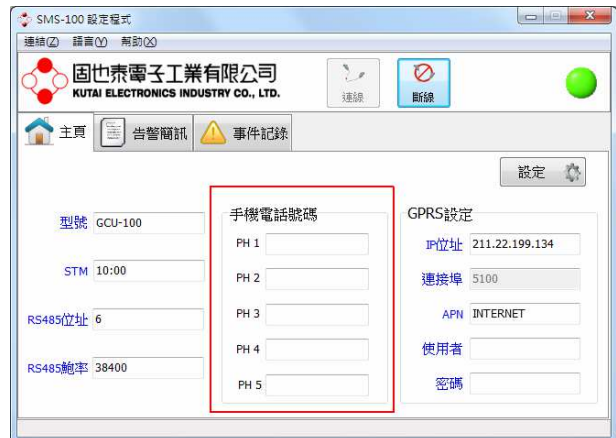 SMS-100 設定程式
連結(Z) 語言(Y) 幫助(X)
固也泰電子工業有限公司
KUTAI ELECTRONICS INDUSTRY CO., LTD.
連線
斷線
主頁
告警簡訊
事件記錄
設定
型號 GCU-100
STM 10:00
RS485位址 6
RS485鮑率 38400
手機電話號碼
PH 1
PH 2
PH 3
PH 4
PH 5
GPRS設定
IP位址 211.22.199.134
連接埠 5100
APN INTERNET
使用者
密碼